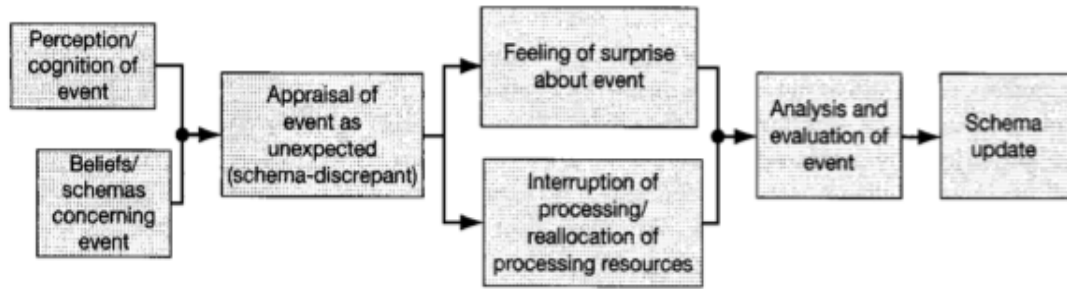 Perception/
cognition of
event
Beliefs/
schemas
concerning
event
Appraisal of
event as
unexpected
(schema-discrepant)
Feeling of surprise
about event
Interruption of
processing/
reallocation of
processing resources
Analysis and
evaluation of
event
Schema
update